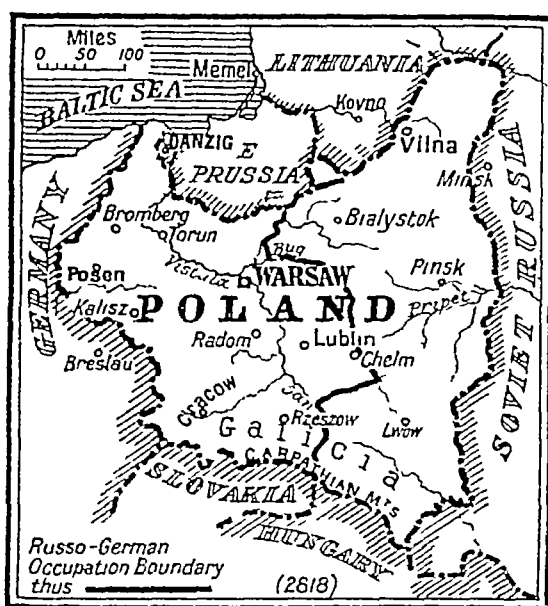 Miles
0 50 100
LITHUANIA
Memel
BALTIC SEA
Kovno
Vilna
DANZIG
E
PRUSSIA
Minsk
GERMANY
SOVIET RUSSIA
Bromberg
Torun
Bialystok
Bug
Vistula
WARSAW
Posen
Pinsk
Pripet
Kalisz
POLAND
Radom
Lublin
Chelm
Breslau
Cracow
San
Rzeszow
Lwow
Galicia
CARPATHIAN MTS
SLOVAKIA
HUNGARY
Russo-German
Occupation Boundary
thus
(2818)